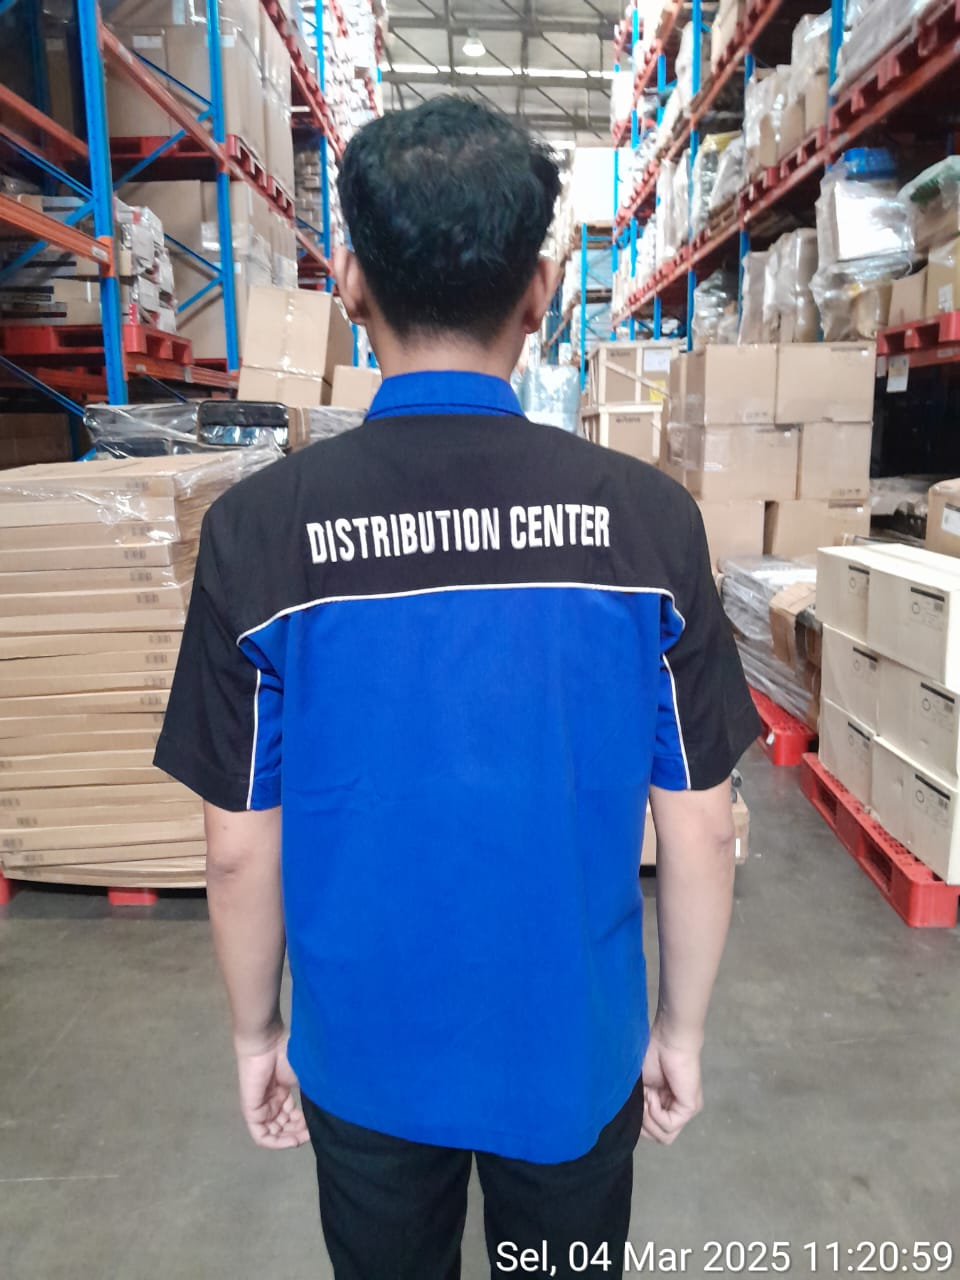 DISTRIBUTION CENTER
Sel, 04 Mar 2025 11:20:59